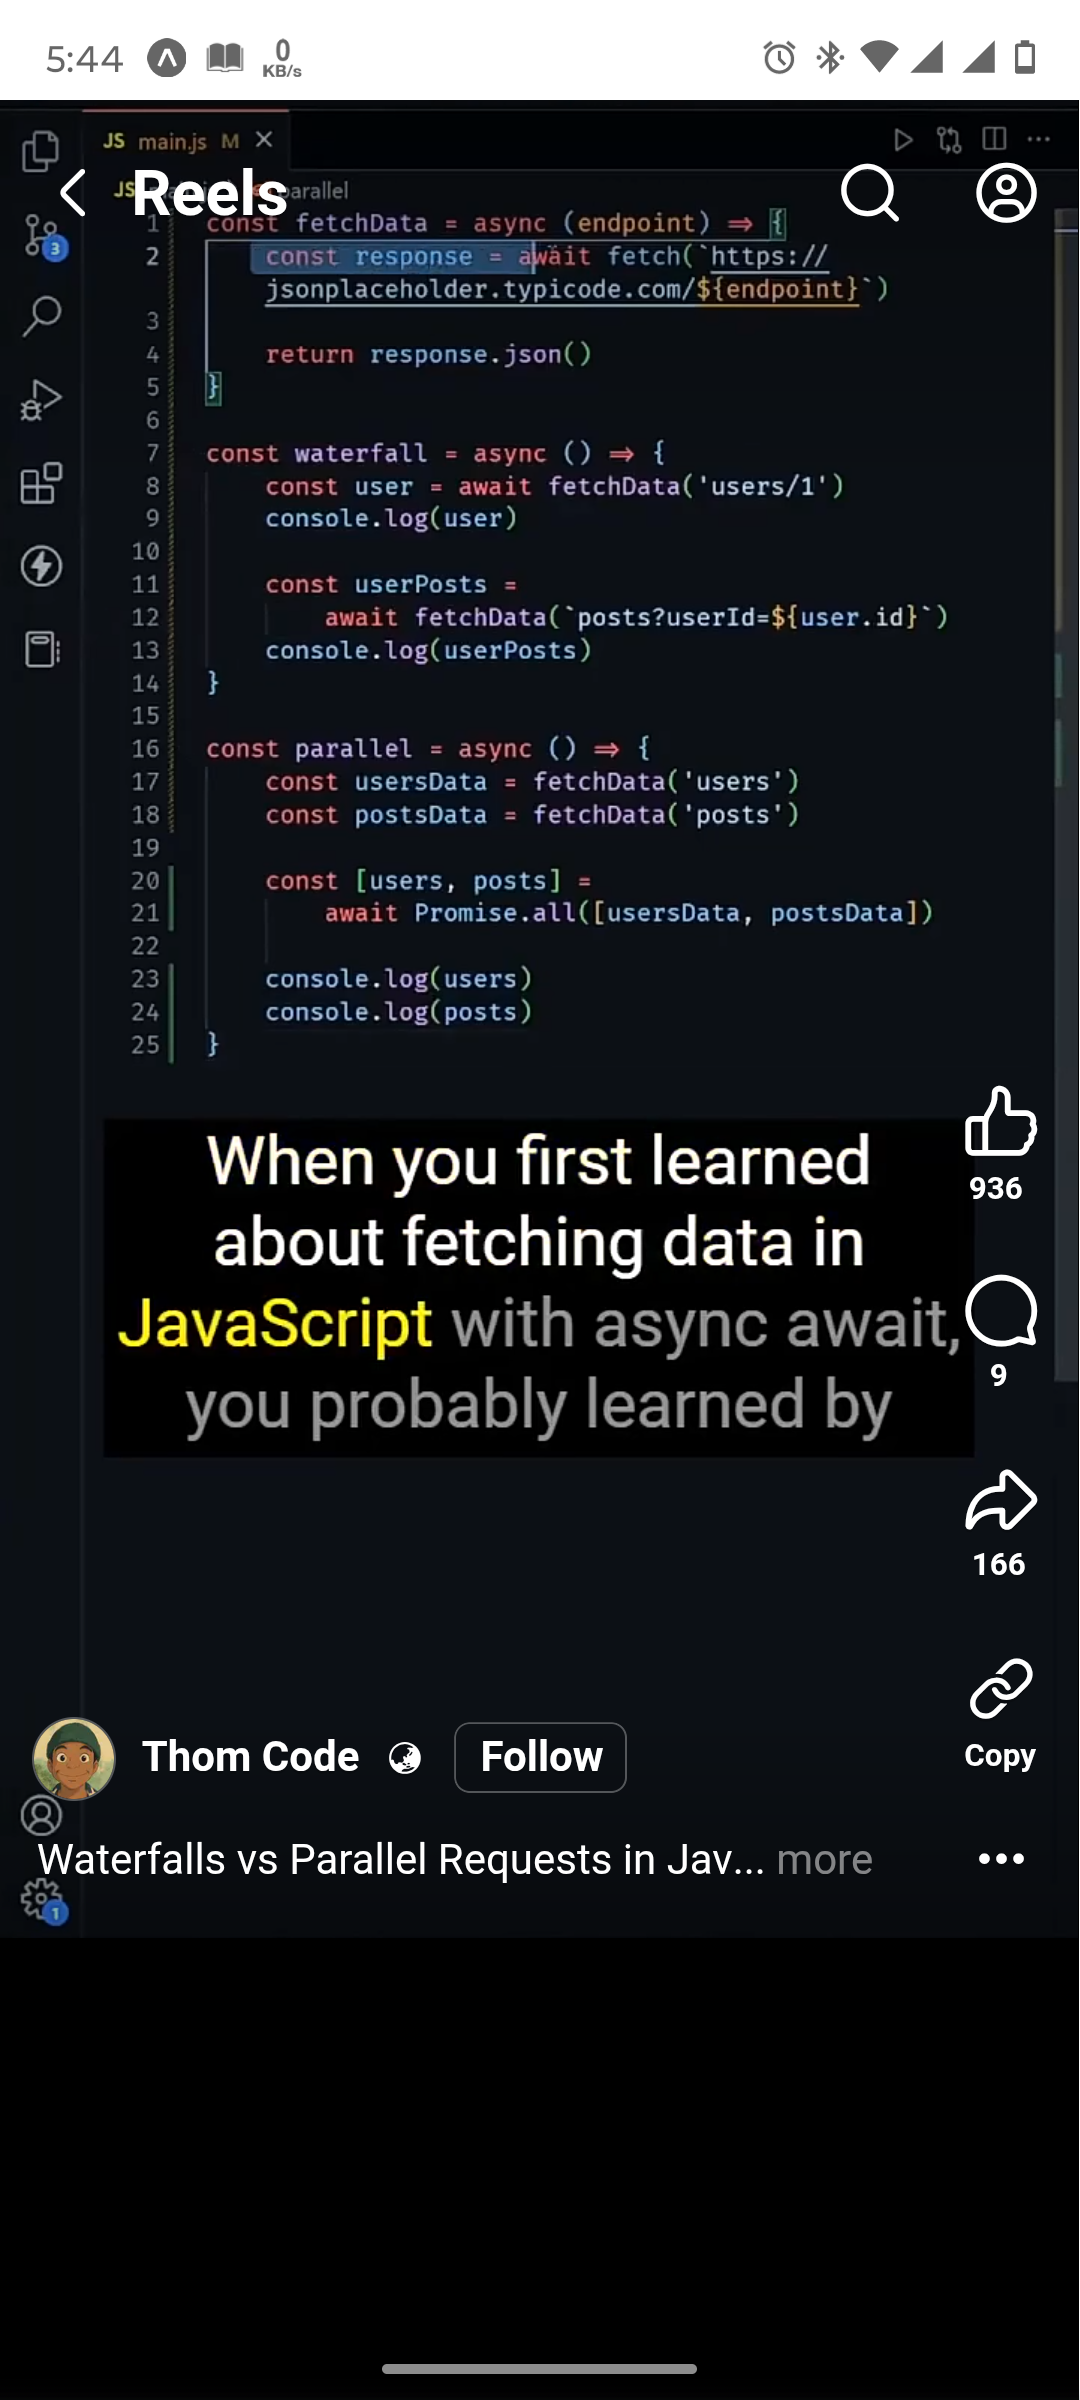 5:44
0
KB/s
JS main.js M
Reels
JS parallel
1 const fetchData = async (endpoint) ⇒ {
2 const response = await fetch(`https://
jsonplaceholder.typicode.com/${endpoint}`)
3
4 return response.json()
5 }
6
7 const waterfall = async () ⇒ {
8 const user = await fetchData('users/1')
9 console.log(user)
10
11 const userPosts =
12 await fetchData(`posts?userId=${user.id}`)
13 console.log(userPosts)
14 }
15
16 const parallel = async () ⇒ {
17 const usersData = fetchData('users')
18 const postsData = fetchData('posts')
19
20 const [users, posts] =
21 await Promise.all([usersData, postsData])
22
23 console.log(users)
24 console.log(posts)
25 }
3
When you first learned
about fetching data in
JavaScript with async await,
you probably learned by
936
9
166
Copy
Thom Code
Follow
Waterfalls vs Parallel Requests in Jav... more
1